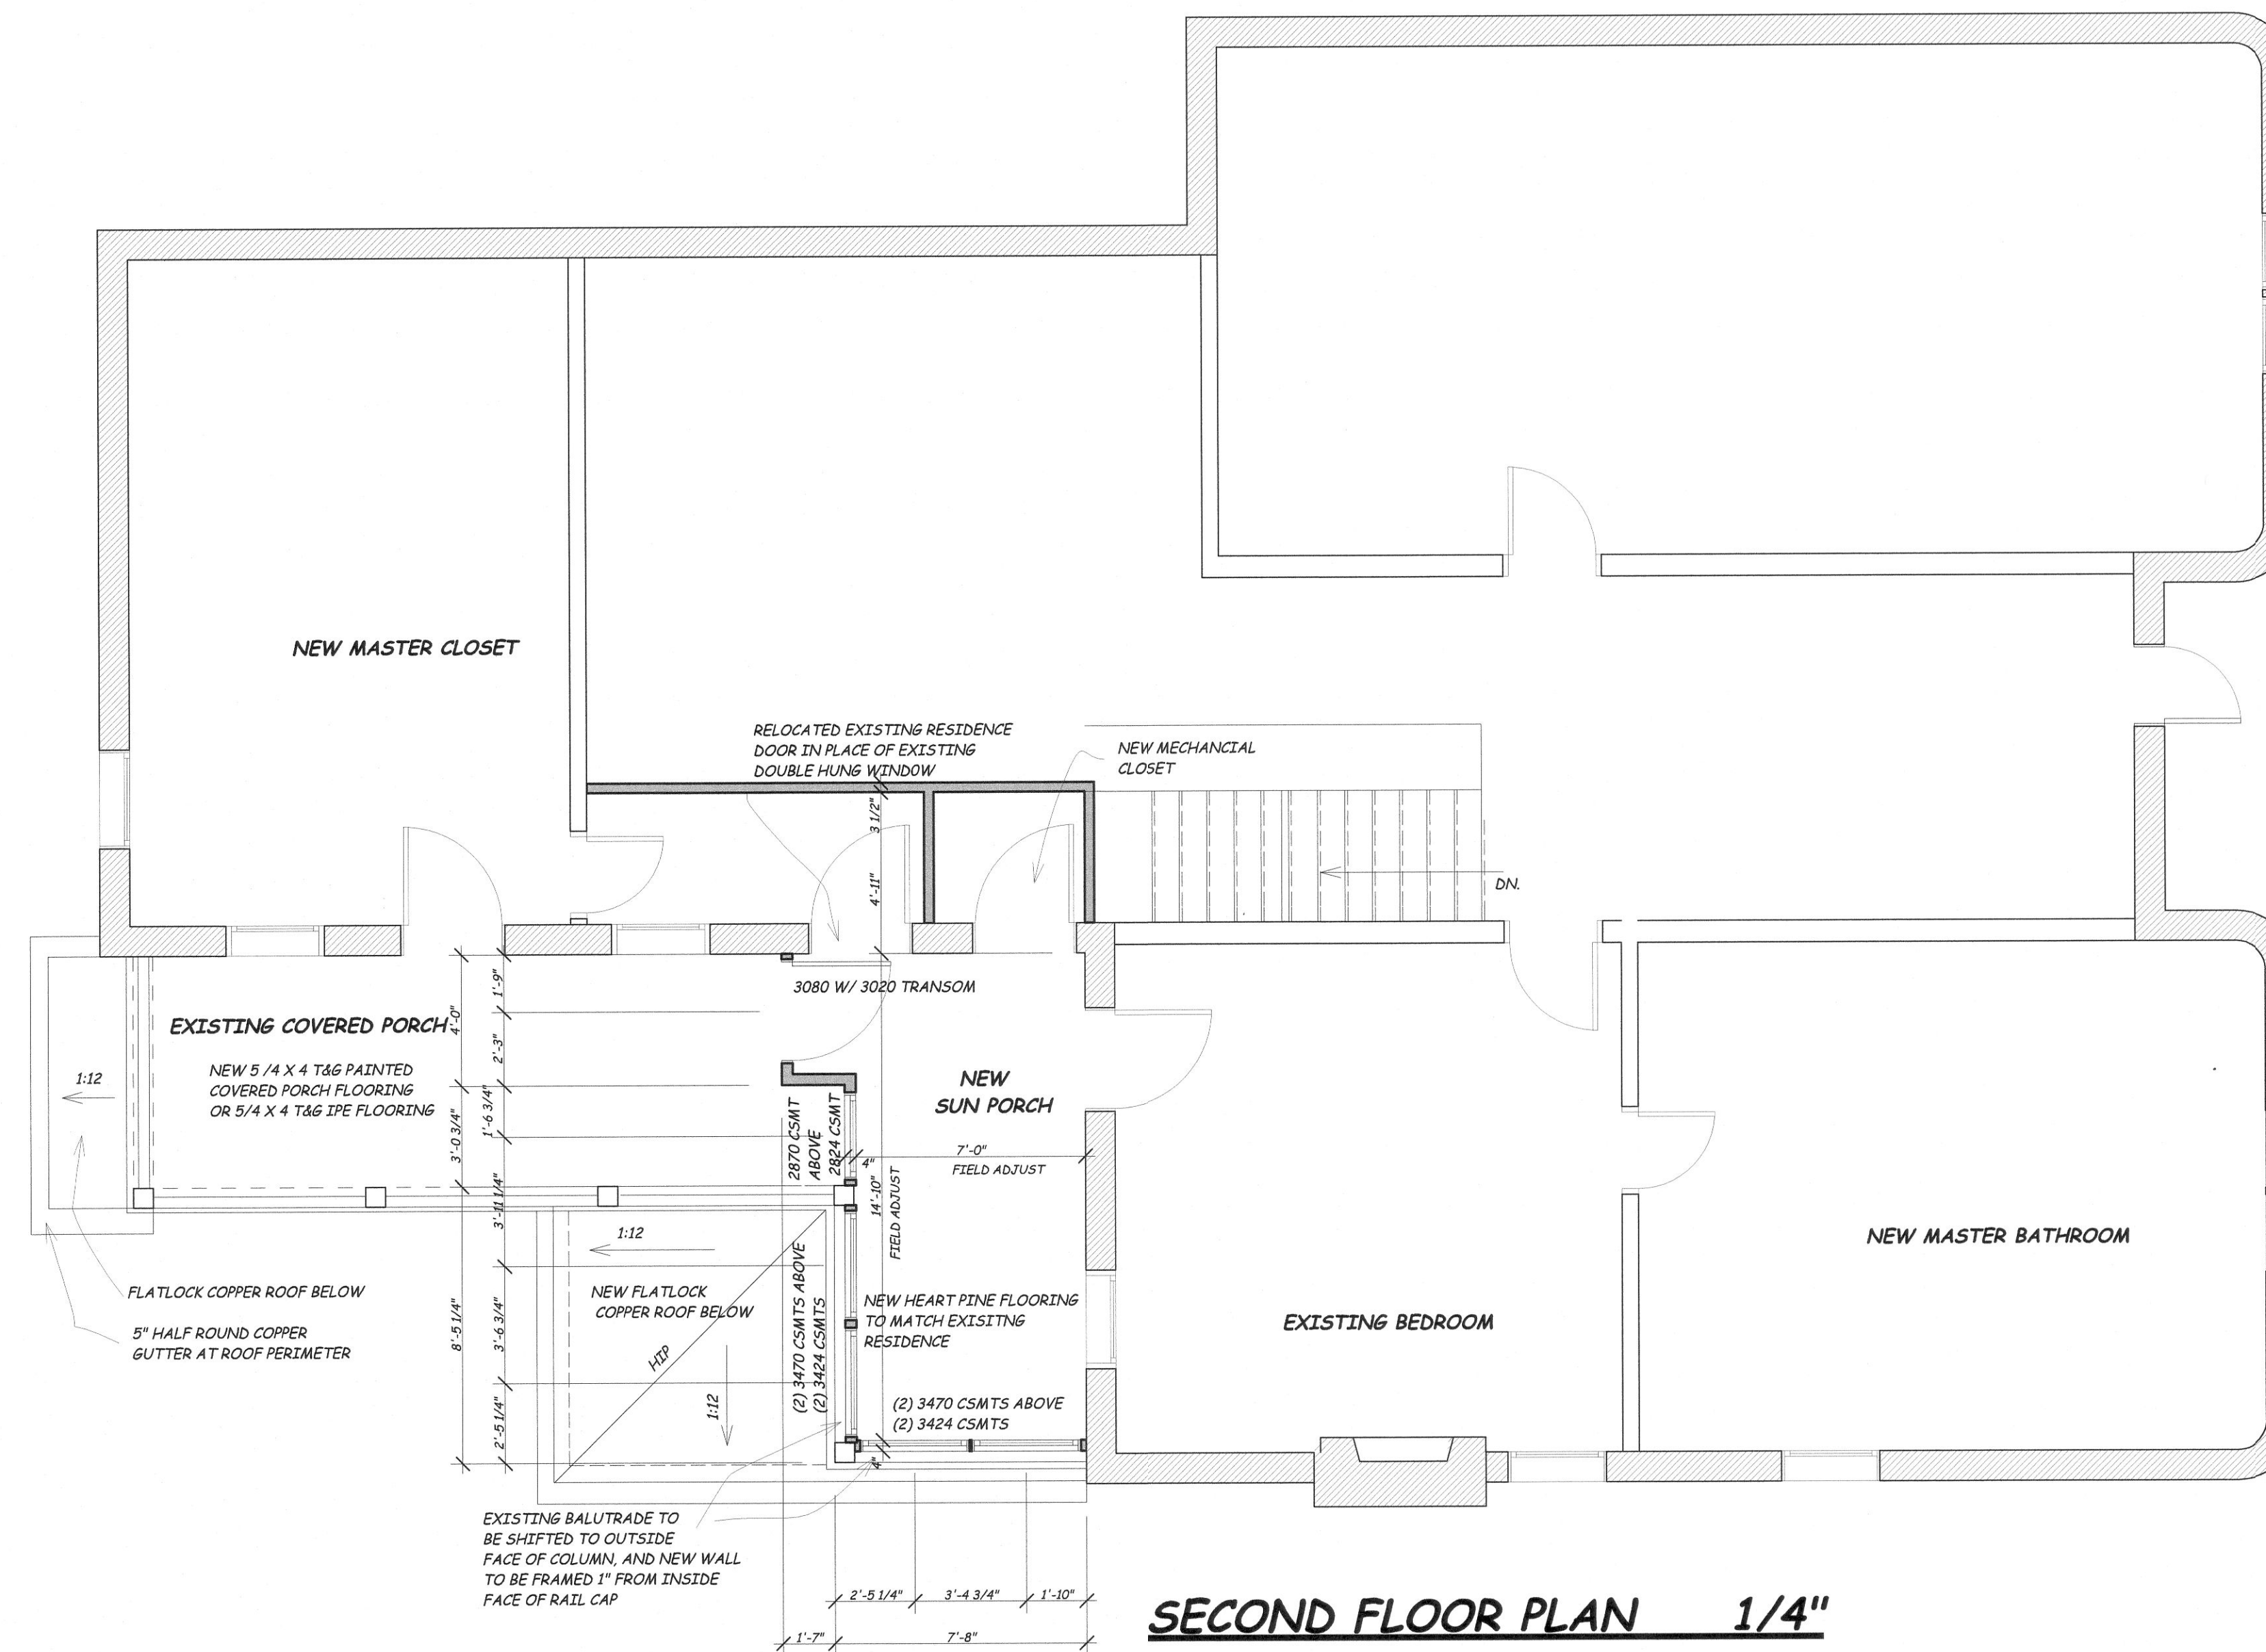 NEW MASTER CLOSET
RELOCATED EXISTING RESIDENCE
DOOR IN PLACE OF EXISTING
DOUBLE HUNG WINDOW
NEW MECHANCIAL
CLOSET
3 1/2"
4'-11"
DN.
3080 W/ 3020 TRANSOM
EXISTING COVERED PORCH
NEW 5 /4 X 4 T&G PAINTED
COVERED PORCH FLOORING
OR 5/4 X 4 T&G IPE FLOORING
1:12
4'-0"
3'-0 3/4"
8'-5 1/4"
1'-9"
2'-3"
1'-6 3/4"
3'-11 1/4"
3'-6 3/4"
2'-5 1/4"
NEW
SUN PORCH
2870 CSMT
ABOVE
2824 CSMT
4"
7'-0"
FIELD ADJUST
14'-10"
FIELD ADJUST
NEW MASTER BATHROOM
EXISTING BEDROOM
1:12
NEW FLATLOCK
COPPER ROOF BELOW
HIP
1:12
(2) 3470 CSMTS ABOVE
(2) 3424 CSMTS
NEW HEART PINE FLOORING
TO MATCH EXISITNG
RESIDENCE
(2) 3470 CSMTS ABOVE
(2) 3424 CSMTS
4"
FLATLOCK COPPER ROOF BELOW
5" HALF ROUND COPPER
GUTTER AT ROOF PERIMETER
EXISTING BALUTRADE TO
BE SHIFTED TO OUTSIDE
FACE OF COLUMN, AND NEW WALL
TO BE FRAMED 1" FROM INSIDE
FACE OF RAIL CAP
2'-5 1/4"
3'-4 3/4"
1'-10"
1'-7"
7'-8"
SECOND FLOOR PLAN 1/4"